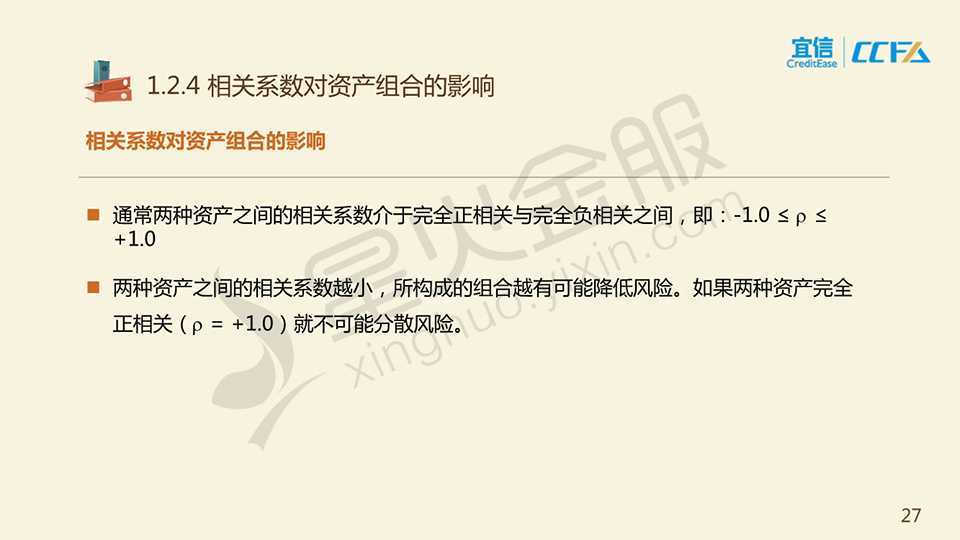 宜信
CreditEase
CCFA
1.2.4 相关系数对资产组合的影响
相关系数对资产组合的影响
通常两种资产之间的相关系数介于完全正相关与完全负相关之间，即：-1.0 ≤ ρ ≤
+1.0
两种资产之间的相关系数越小，所构成的组合越有可能降低风险。如果两种资产完全
正相关（ρ = +1.0）就不可能分散风险。
星火金服
xinghuo.yixin.com
27